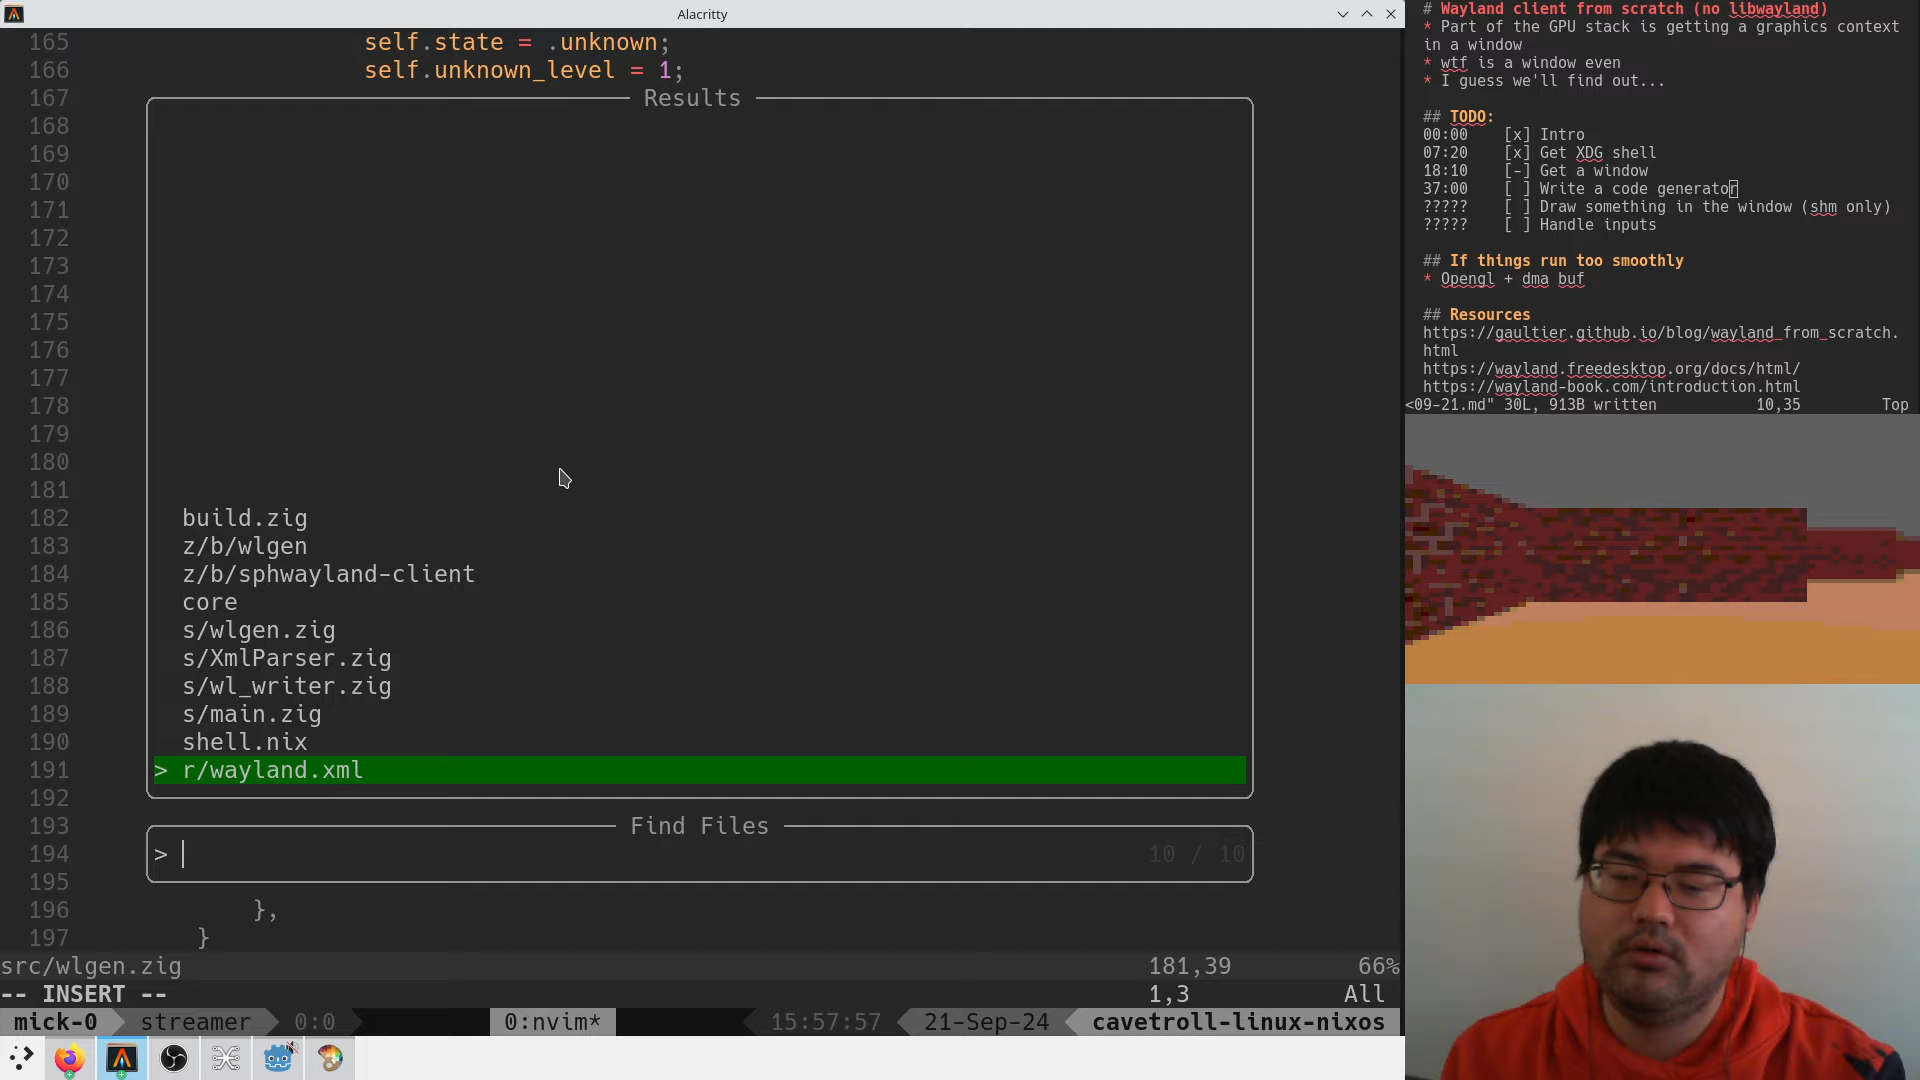 Alacritty
165 self.state = .unknown;
166 self.unknown_level = 1;
167
Results
168
169
170
171
172
173
174
175
176
177
178
179
180
181
182 build.zig
183 z/b/wlgen
184 z/b/sphwayland-client
185 core
186 s/wlgen.zig
187 s/XmlParser.zig
188 s/wl_writer.zig
189 s/main.zig
190 shell.nix
191 > r/wayland.xml
192
193 Find Files
194 > 10 / 10
195
196 },
197 }
src/wlgen.zig 181,39 66%
-- INSERT -- 1,3 All
mick-0 streamer 0:0 0:nvim* 15:57:57 21-Sep-24 cavetroll-linux-nixos
# Wayland client from scratch (no libwayland)
* Part of the GPU stack is getting a graphics context
in a window
* wtf is a window even
* I guess we'll find out...
## TODO:
00:00 [x] Intro
07:20 [x] Get XDG shell
18:10 [-] Get a window
37:00 [ ] Write a code generator
????? [ ] Draw something in the window (shm only)
????? [ ] Handle inputs
## If things run too smoothly
* Opengl + dma buf
## Resources
https://gaultier.github.io/blog/wayland_from_scratch.
html
https://wayland.freedesktop.org/docs/html/
https://wayland-book.com/introduction.html
<09-21.md" 30L, 913B written 10,35 Top